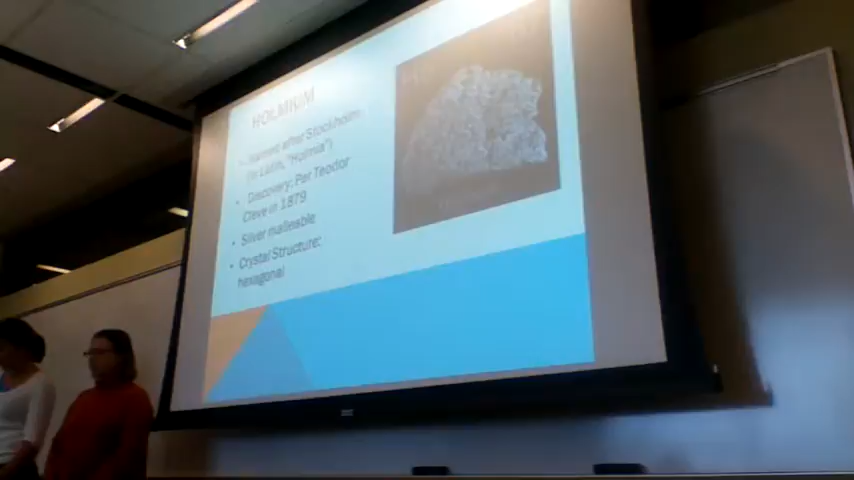 HOLMIUM
• Named after Stockholm
(in Latin, "Holmia")
• Discovery: Per Teodor
Cleve in 1879
• Silver malleable
• Crystal Structure:
hexagonal